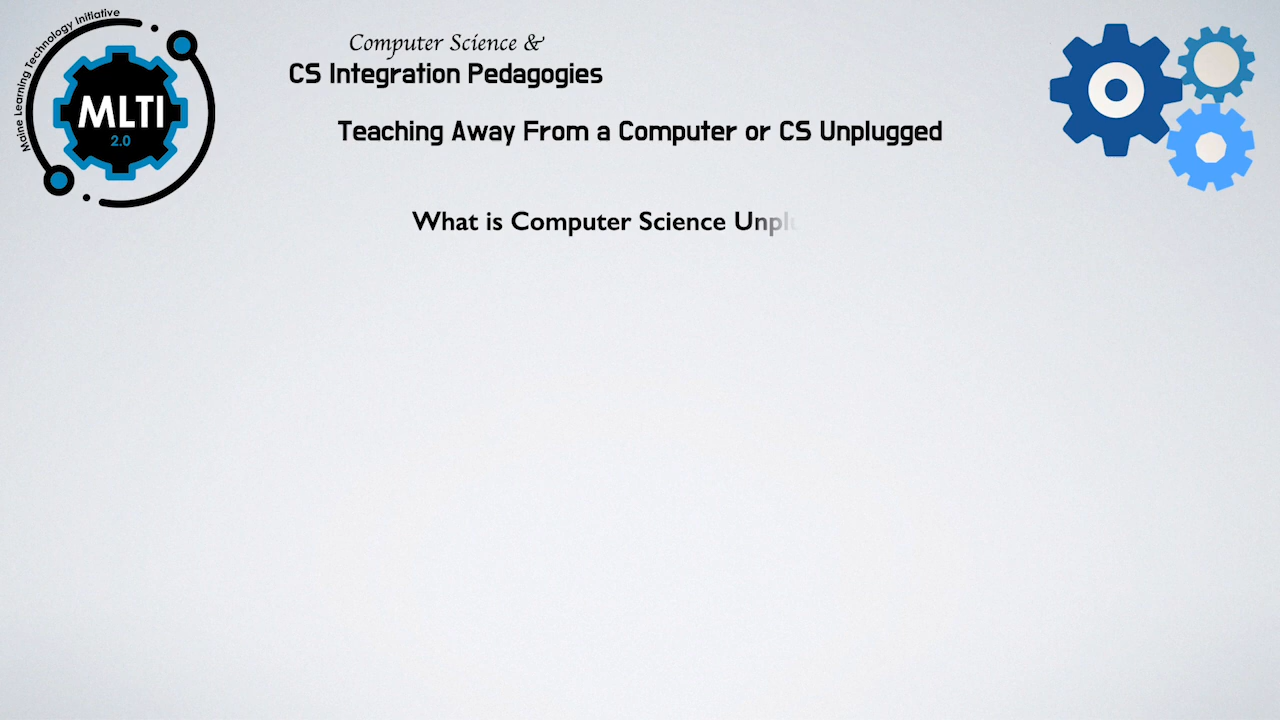 Maine Learning Technology Initiative
MLTI
2.0
Computer Science &
CS Integration Pedagogies
Teaching Away From a Computer or CS Unplugged
What is Computer Science Unpl